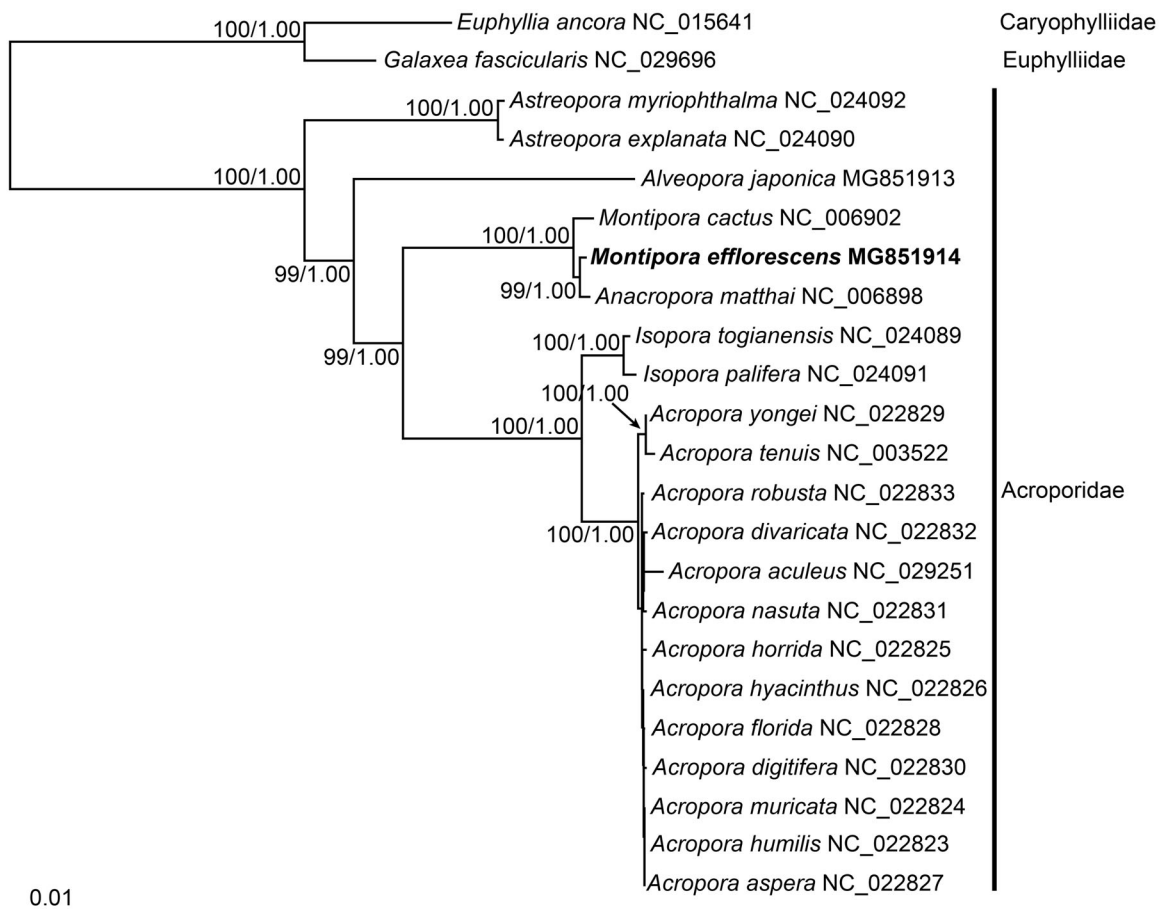 100/1.00 Euphyllia ancora NC_015641 Caryophylliidae
Galaxea fascicularis NC_029696 Euphylliidae
100/1.00 Astreopora myriophthalma NC_024092
Astreopora explanata NC_024090
100/1.00
Alveopora japonica MG851913
Montipora cactus NC_006902
100/1.00
Montipora efflorescens MG851914
99/1.00
99/1.00 Anacropora matthai NC_006898
Isopora togianensis NC_024089
100/1.00
99/1.00
Isopora palifera NC_024091
100/1.00
Acropora yongei NC_022829
100/1.00
Acropora tenuis NC_003522
Acropora robusta NC_022833 Acroporidae
100/1.00 Acropora divaricata NC_022832
Acropora aculeus NC_029251
Acropora nasuta NC_022831
Acropora horrida NC_022825
Acropora hyacinthus NC_022826
Acropora florida NC_022828
Acropora digitifera NC_022830
Acropora muricata NC_022824
Acropora humilis NC_022823
Acropora aspera NC_022827
0.01